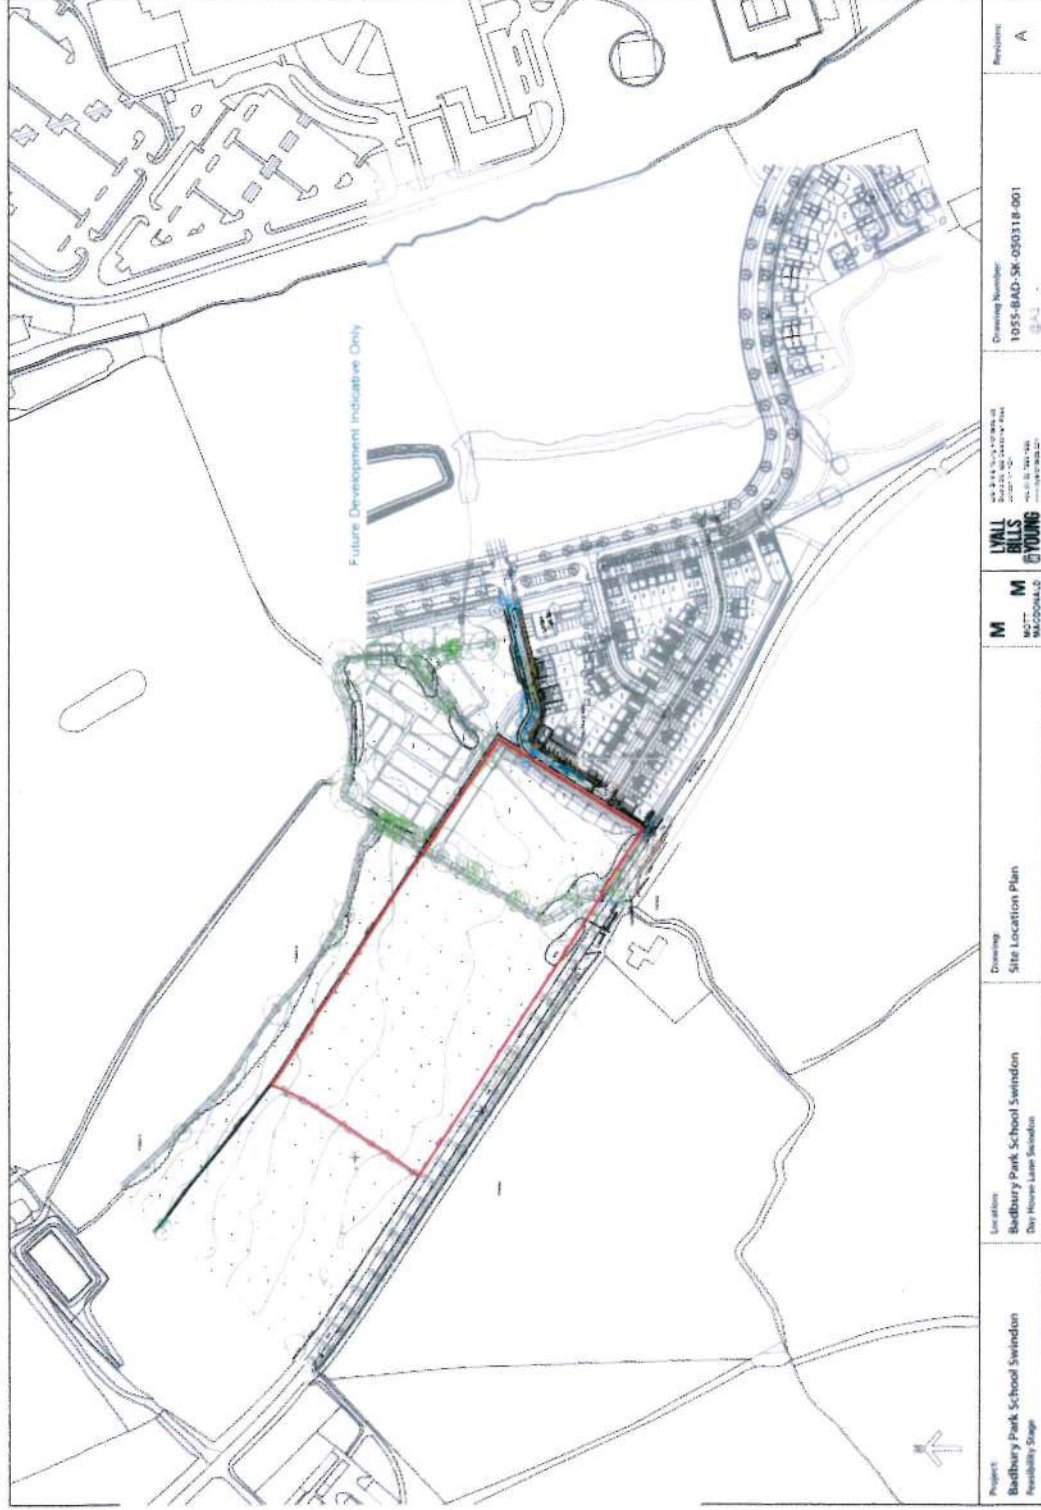 Future Development Indicative Only
Project:
Badbury Park School Swindon
Feasibility Stage
Location:
Badbury Park School Swindon
Day House Lane Swindon
Drawing:
Site Location Plan
M M
MOTT
MACDONALD
LYALL
BILLS
& YOUNG
Drawing Number:
1055-BAD-SK-050318-001
@A2 -
Revision:
A